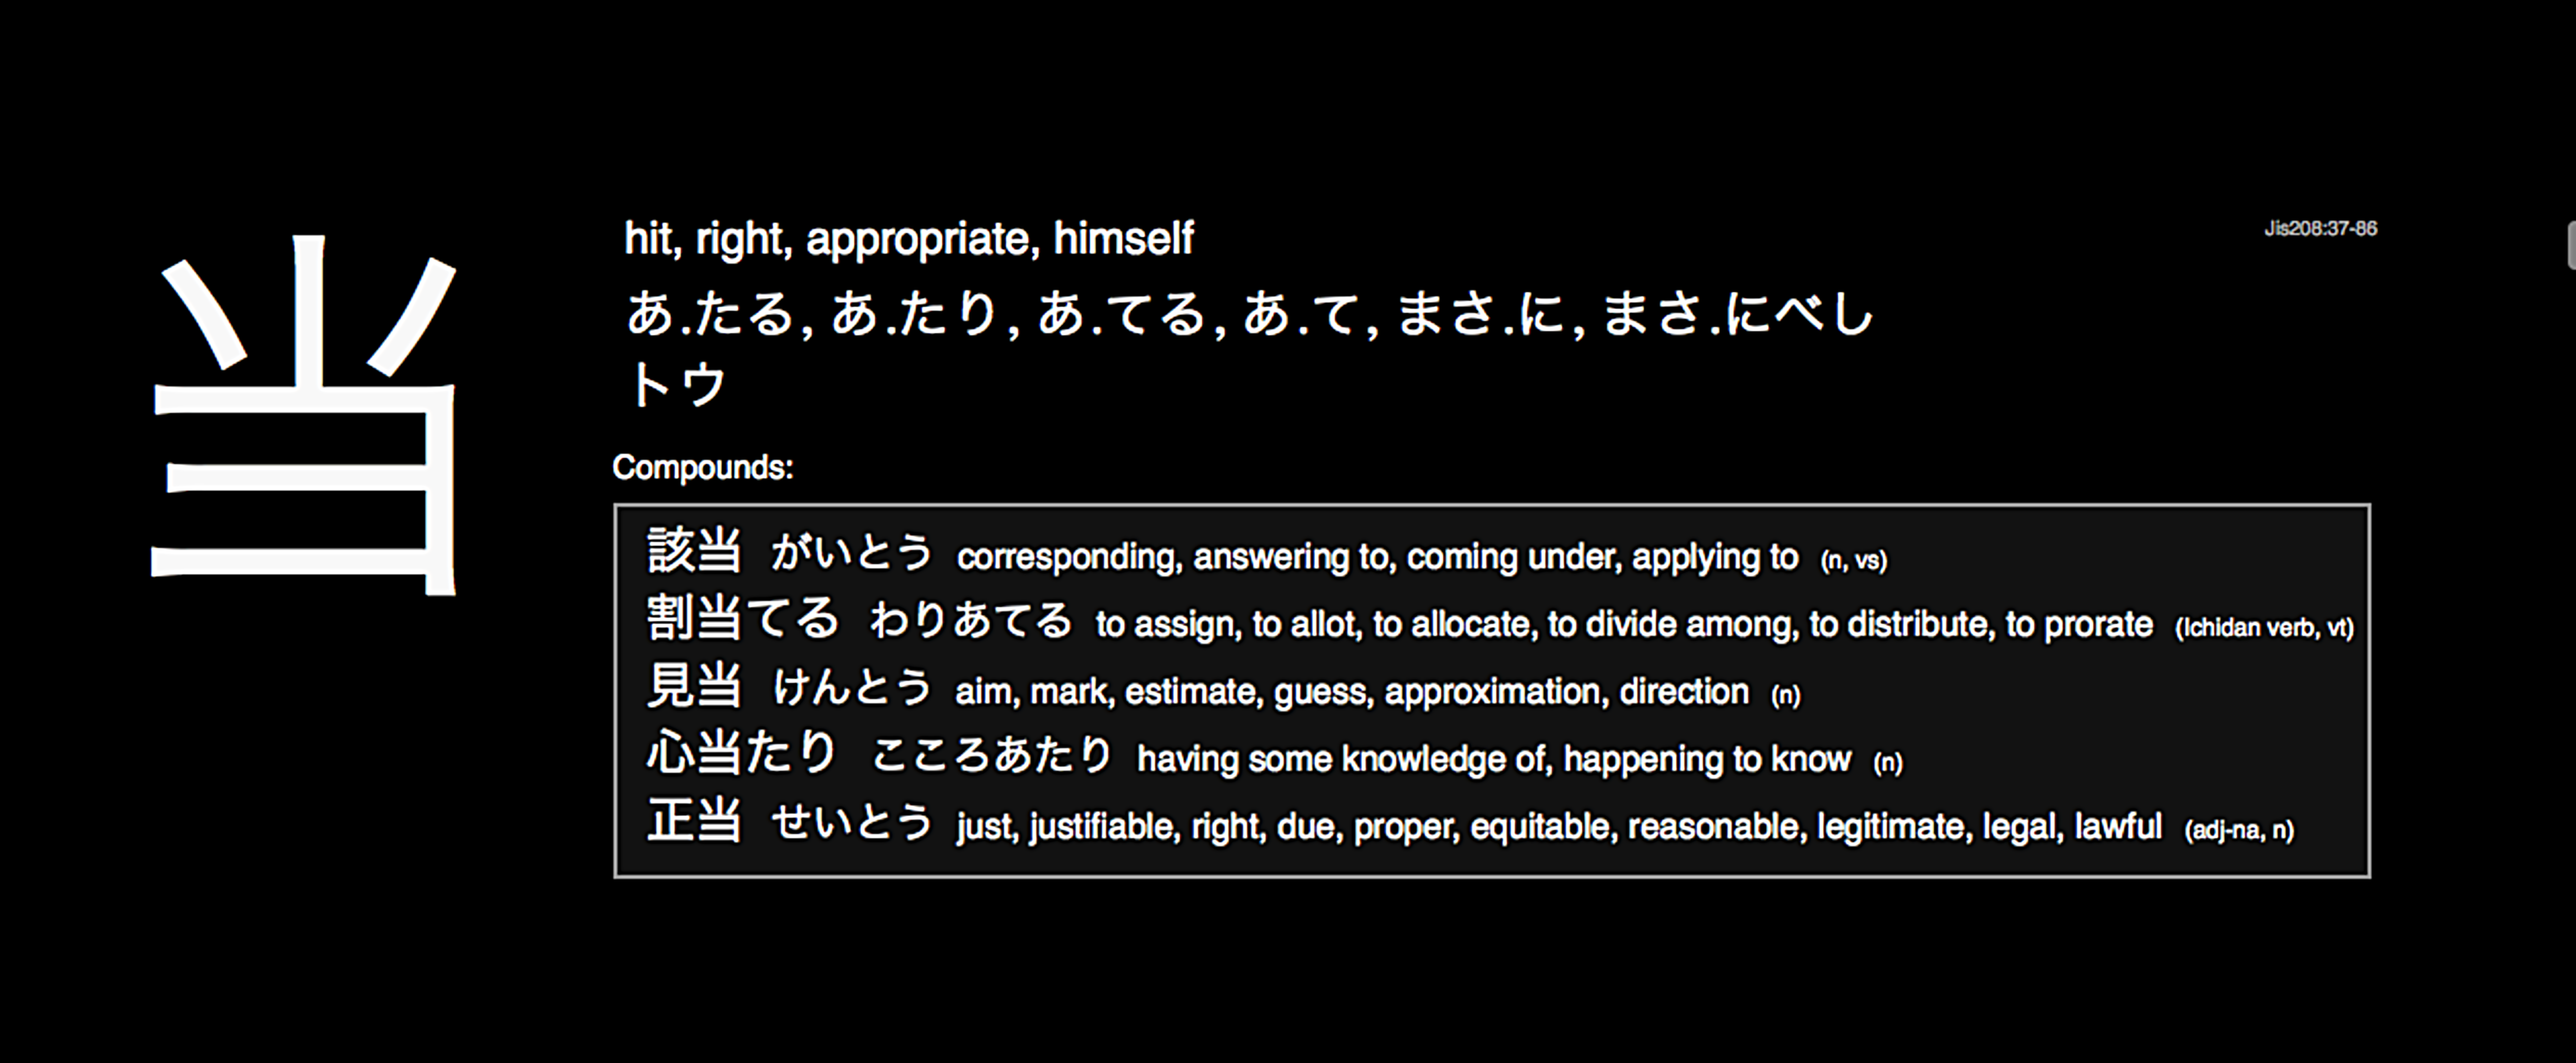 当
hit, right, appropriate, himself
Jis208:37-86
あ.たる, あ.たり, あ.てる, あ.て, まさ.に, まさ.にべし
トウ
Compounds:
該当 がいとう corresponding, answering to, coming under, applying to (n, vs)
割当てる わりあてる to assign, to allot, to allocate, to divide among, to distribute, to prorate (Ichidan verb, vt)
見当 けんとう aim, mark, estimate, guess, approximation, direction (n)
心当たり こころあたり having some knowledge of, happening to know (n)
正当 せいとう just, justifiable, right, due, proper, equitable, reasonable, legitimate, legal, lawful (adj-na, n)